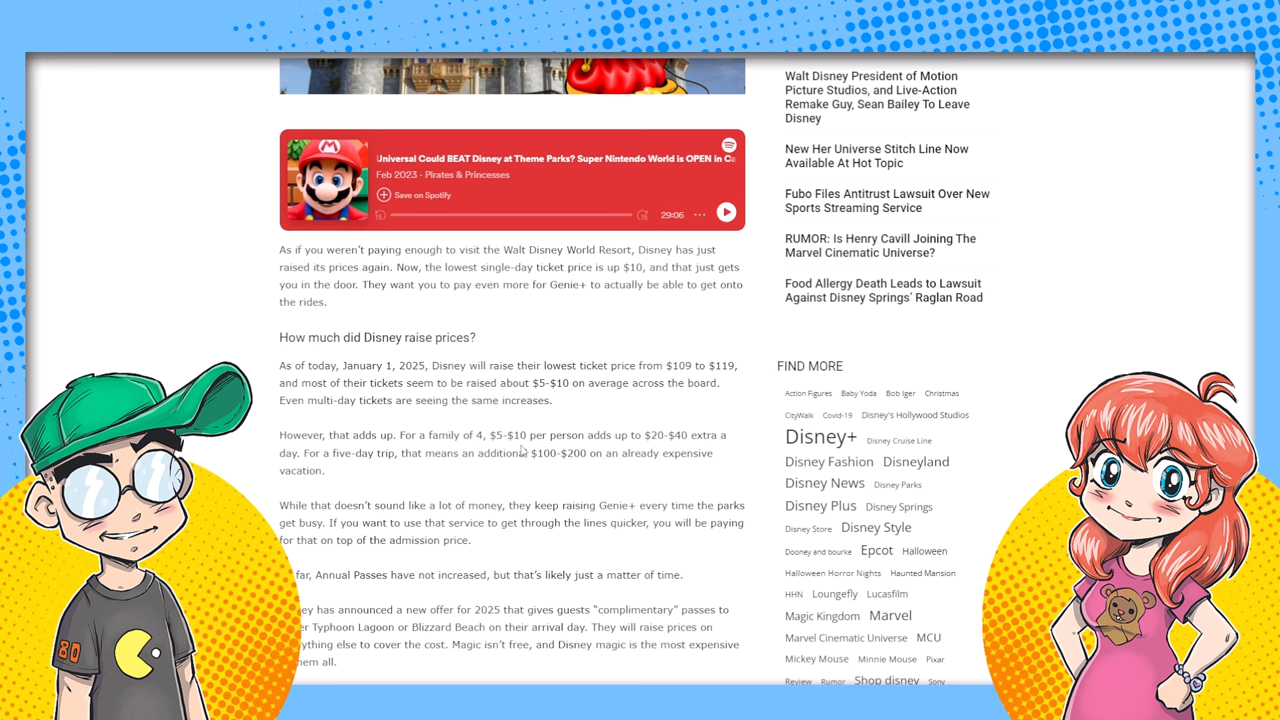 Universal Could BEAT Disney at Theme Parks? Super Nintendo World is OPEN in
Feb 2023 · Pirates & Princesses
Save on Spotify
15
15
29:06
As if you weren't paying enough to visit the Walt Disney World Resort, Disney has just
raised its prices again. Now, the lowest single-day ticket price is up $10, and that just gets
you in the door. They want you to pay even more for Genie+ to actually be able to get onto
the rides.
How much did Disney raise prices?
As of today, January 1, 2025, Disney will raise their lowest ticket price from $109 to $119,
and most of their tickets seem to be raised about $5-$10 on average across the board.
Even multi-day tickets are seeing the same increases.
However, that adds up. For a family of 4, $5-$10 per person adds up to $20-$40 extra a
day. For a five-day trip, that means an additional $100-$200 on an already expensive
vacation.
While that doesn't sound like a lot of money, they keep raising Genie+ every time the parks
get busy. If you want to use that service to get through the lines quicker, you will be paying
for that on top of the admission price.
far, Annual Passes have not increased, but that's likely just a matter of time.
has announced a new offer for 2025 that gives guests "complimentary" passes to
Typhoon Lagoon or Blizzard Beach on their arrival day. They will raise prices on
else to cover the cost. Magic isn't free, and Disney magic is the most expensive
all.
Walt Disney President of Motion
Picture Studios, and Live-Action
Remake Guy, Sean Bailey To Leave
Disney
New Her Universe Stitch Line Now
Available At Hot Topic
Fubo Files Antitrust Lawsuit Over New
Sports Streaming Service
RUMOR: Is Henry Cavill Joining The
Marvel Cinematic Universe?
Food Allergy Death Leads to Lawsuit
Against Disney Springs' Raglan Road
FIND MORE
Action Figures Baby Yoda Bob Iger Christmas
CityWalk Covid-19 Disney's Hollywood Studios
Disney+ Disney Cruise Line
Disney Fashion Disneyland
Disney News Disney Parks
Disney Plus Disney Springs
Disney Store Disney Style
Dooney and bourke Epcot Halloween
Halloween Horror Nights Haunted Mansion
HHN Loungefly Lucasfilm
Magic Kingdom Marvel
Marvel Cinematic Universe MCU
Mickey Mouse Minnie Mouse Pixar
Review Rumor Shop disney Sony
80
M